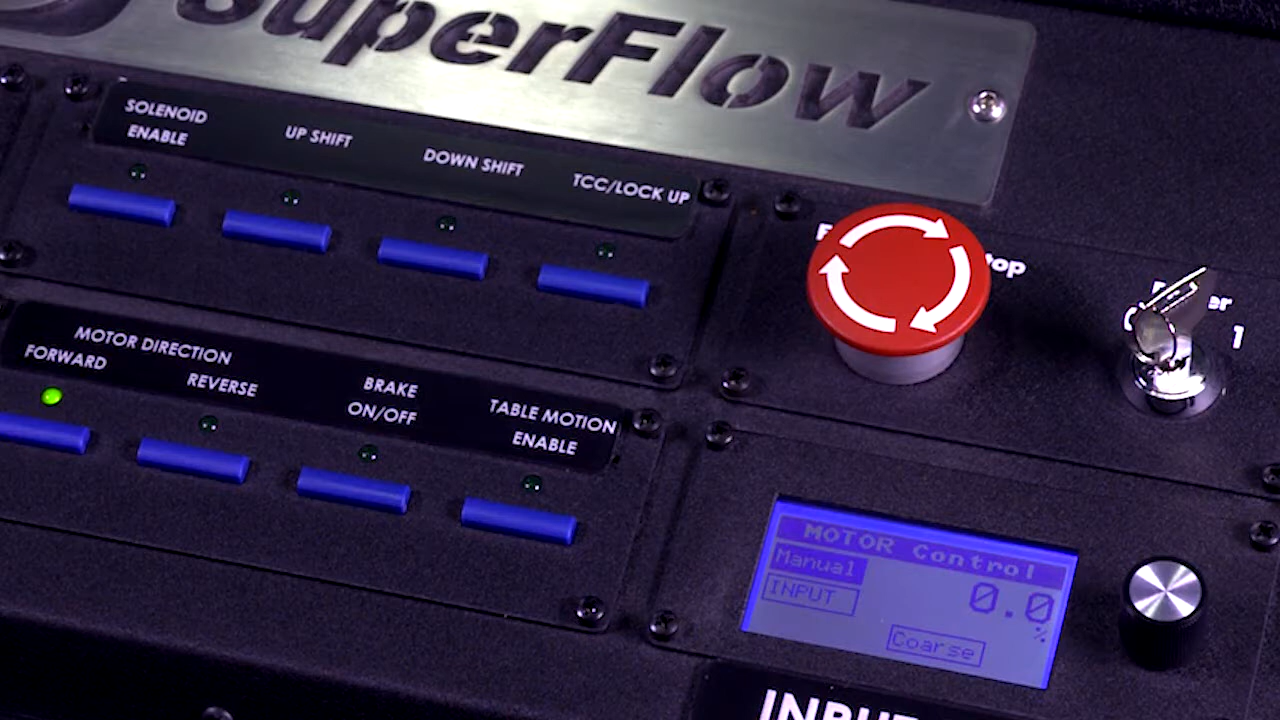 SuperFlow
SOLENOID
ENABLE
UP SHIFT
DOWN SHIFT
TCC/LOCK UP
MOTOR DIRECTION
FORWARD
REVERSE
BRAKE
ON/OFF
TABLE MOTION
ENABLE
1
MOTOR Control
Manual
INPUT
0.0
%
Coarse
INPUT